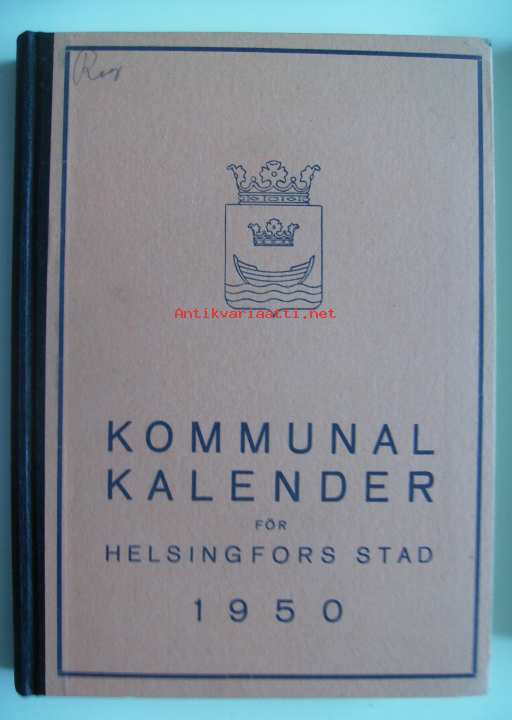 Antikvariaatti.net
KOMMUNAL
KALENDER
FÖR
HELSINGFORS STAD
1950